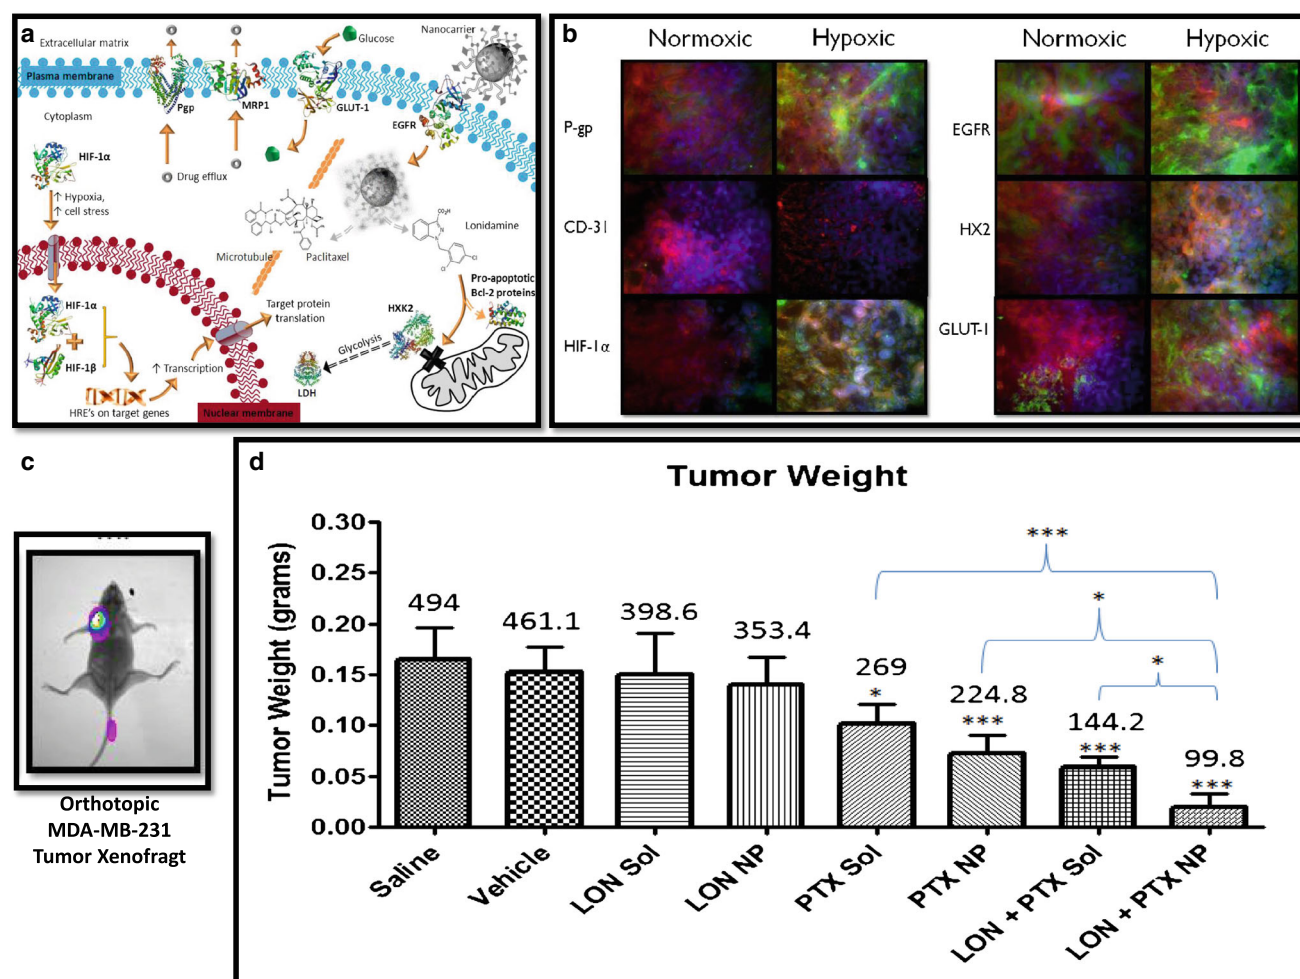 a
Extracellular matrix
Glucose
Nanocarrier
Plasma membrane
Pgp
MRP1
GLUT-1
EGFR
Cytoplasm
HIF-1α
Drug efflux
↑ Hypoxia,
↑ cell stress
Lonidamine
CO₂H
Cl
Cl
Microtubule
Paclitaxel
Pro-apoptotic
Bcl-2 proteins
HIF-1α
HIF-1β
Target protein
translation
HXK2
Glycolysis
LDH
↑ Transcription
HRE's on target genes
Nuclear membrane
b
Normoxic
Hypoxic
Normoxic
Hypoxic
P-gp
EGFR
CD-31
HX2
HIF-1α
GLUT-1
c
Orthotopic
MDA-MB-231
Tumor Xenofragt
d
Tumor Weight
Tumor Weight (grams)
0.30
0.25
0.20
0.15
0.10
0.05
0.00
***
*
*
494
461.1
398.6
353.4
269
*
224.8
***
144.2
***
99.8
***
Saline
Vehicle
LON Sol
LON NP
PTX Sol
PTX NP
LON + PTX Sol
LON + PTX NP